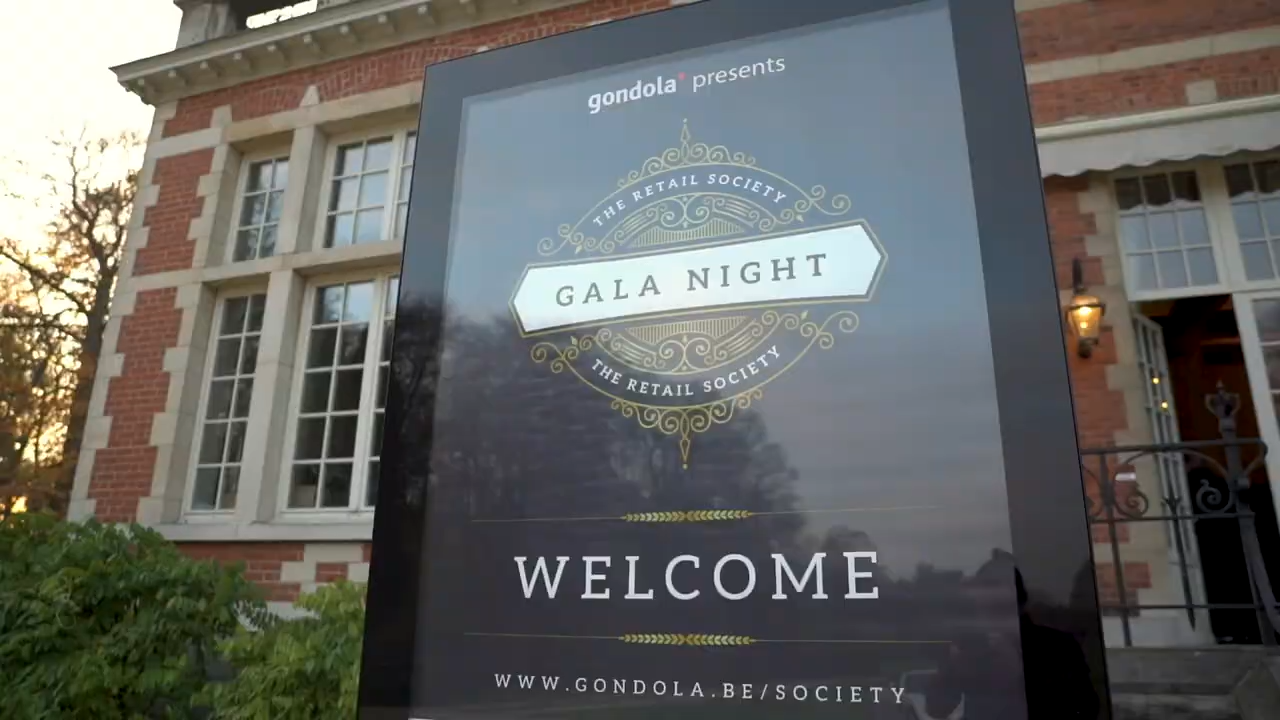 gondola presents
THE RETAIL SOCIETY
GALA NIGHT
THE RETAIL SOCIETY
WELCOME
WWW.GONDOLA.BE/SOCIETY